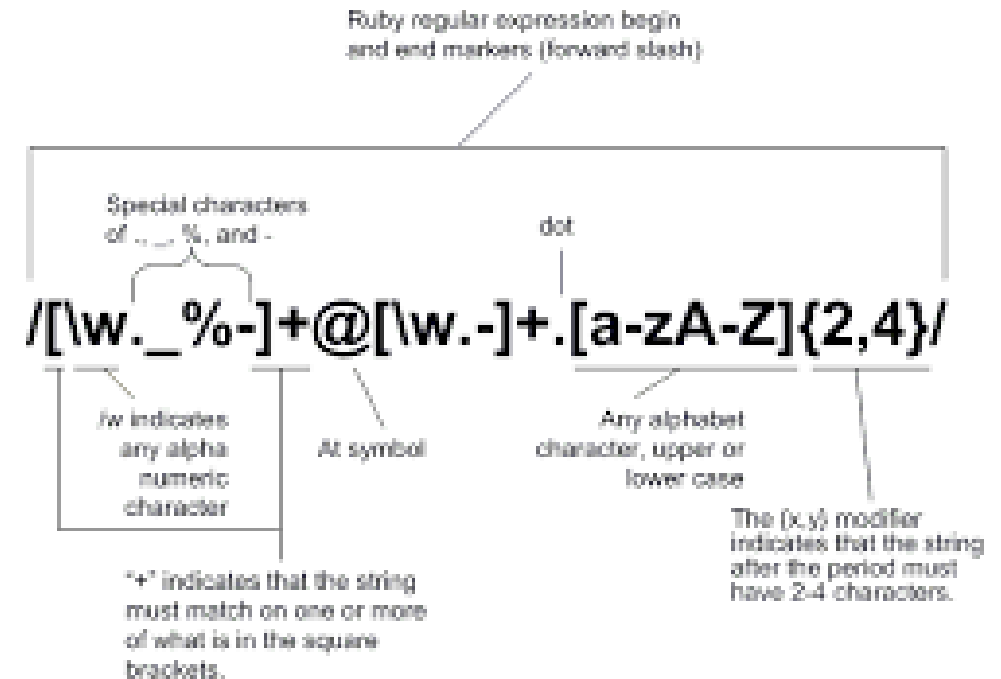 Ruby regular expression begin
and end markers (forward slash)
Special characters
of ., _, %, and -
dot
/[\w._%-]+@[\w.-]+.[a-zA-Z]{2,4}/
/w indicates
any alpha
numeric
character
At symbol
Any alphabet
character, upper or
lower case
The {x,y} modifier
indicates that the string
after the period must
have 2-4 characters.
"+" indicates that the string
must match on one or more
of what is in the square
brackets.